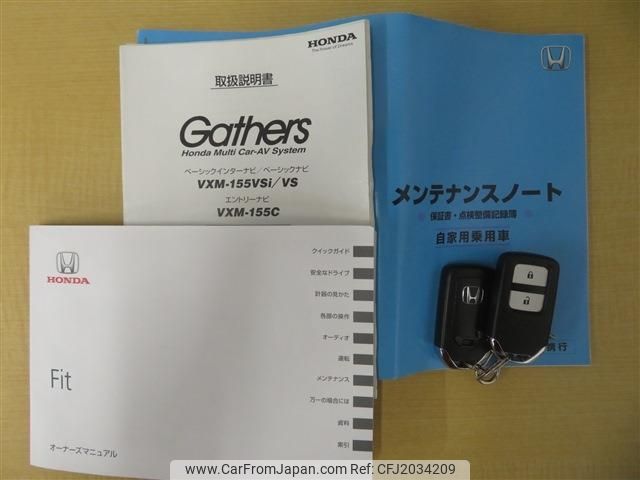 HONDA
The Power of Dreams
取扱説明書
Gathers
Honda Multi Car-AV System
ベーシックインターナビ/ベーシックナビ
VXM-155VSi/VS
エントリーナビ
VXM-155C
メンテナンスノート
保証書・点検整備記録簿
自家用乗用車
携行
HONDA
Fit
オーナーズマニュアル
クイックガイド
安全なドライブ
計器の見かた
各部の操作
オーディオ
運転
メンテナンス
万一の場合には
資料
索引
www.CarFromJapan.com - CFJ2034209